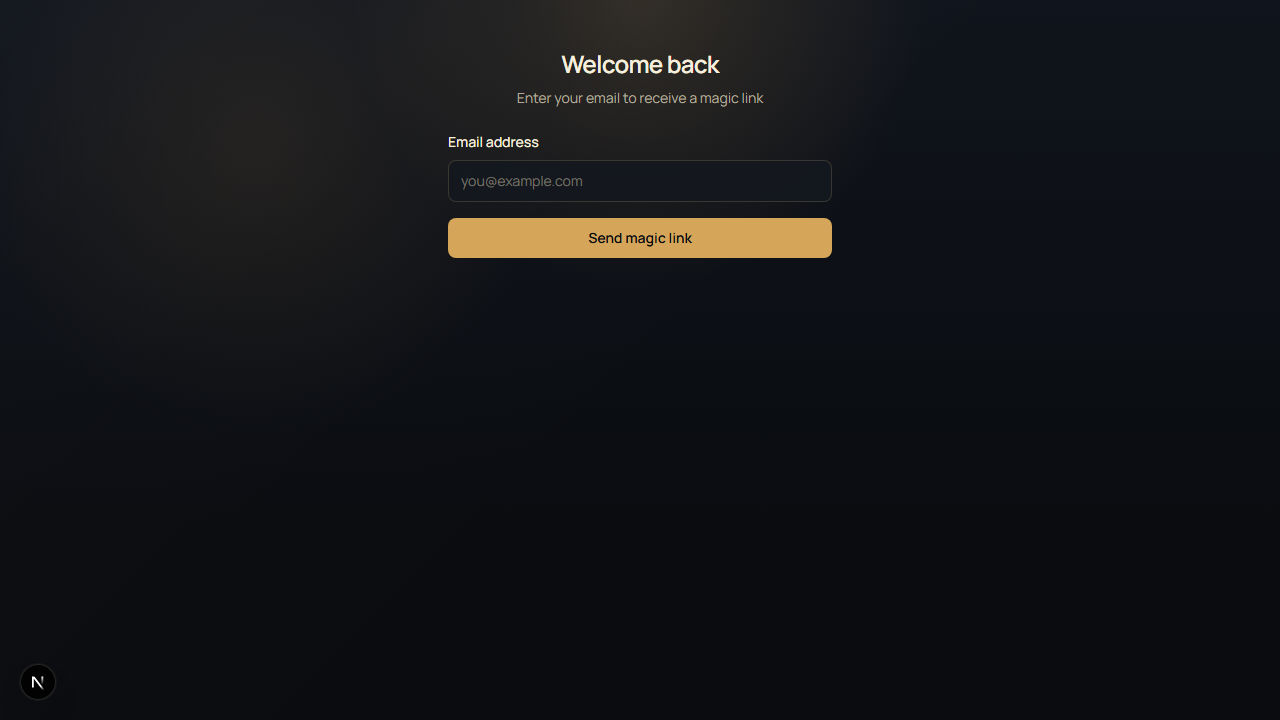 Welcome back
Enter your email to receive a magic link
Email address
you@example.com
Send magic link
N